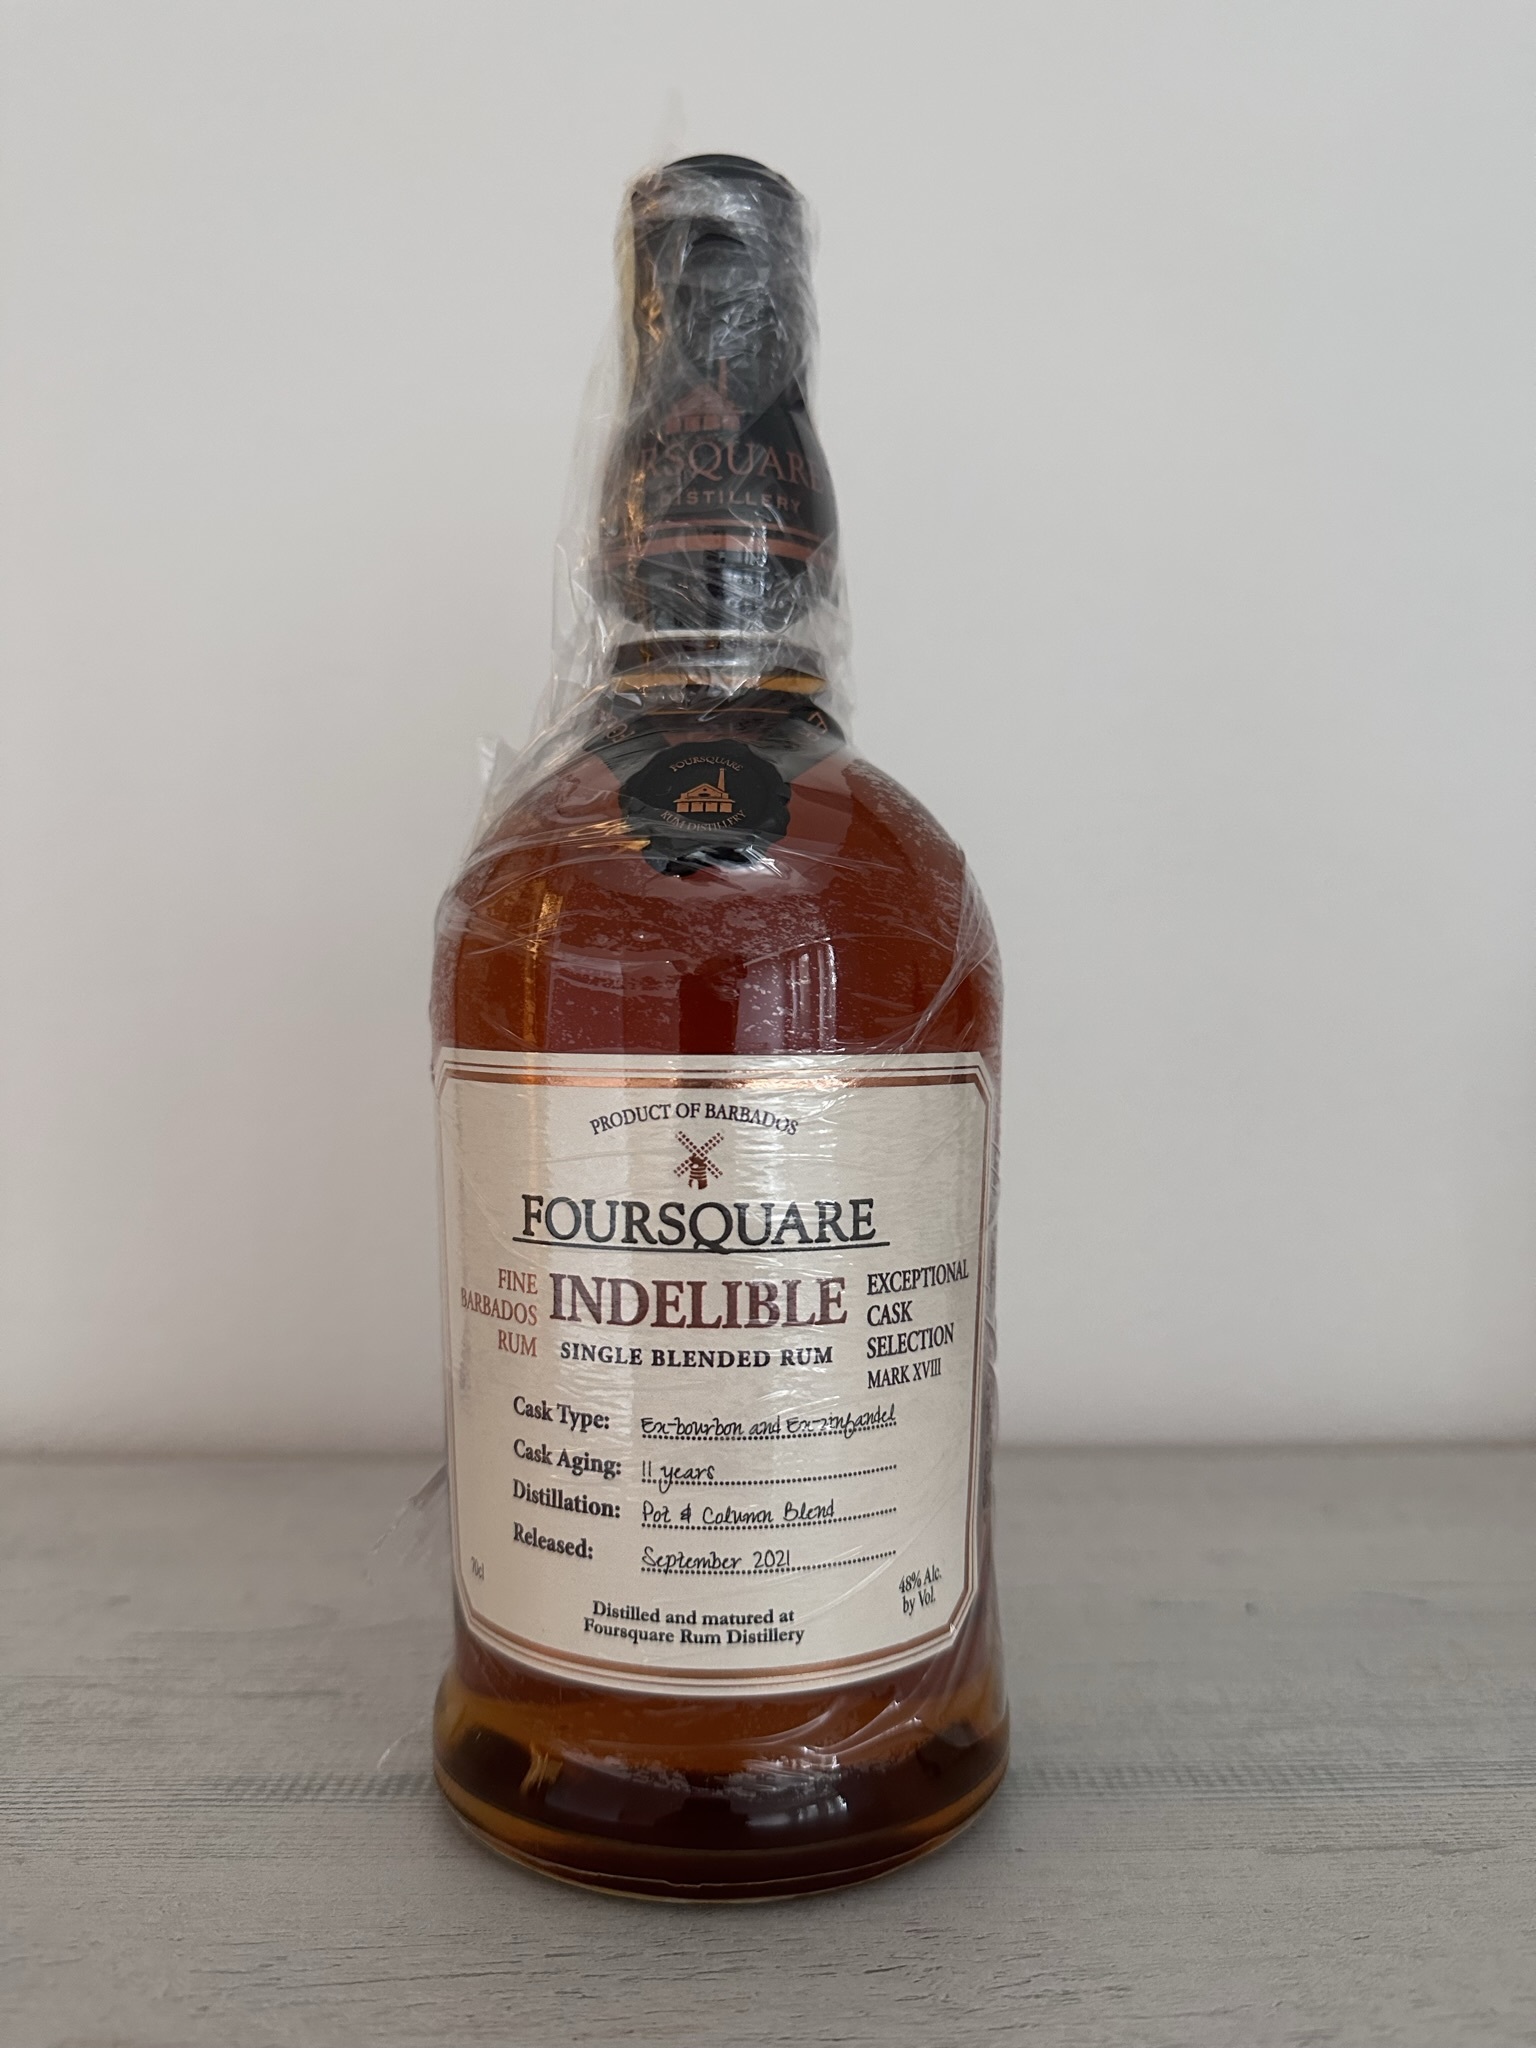 RSQUARE
DISTILLERY
FOURSQUARE
RUM DISTILLERY
PRODUCT OF BARBADOS
FOURSQUARE
FINE
BARBADOS
RUM
INDELIBLE
SINGLE BLENDED RUM
EXCEPTIONAL
CASK
SELECTION
MARK XVIII
Cask Type: Ex-bourbon and Ex-zinfandel
Cask Aging: 11 years
Distillation: Pot & Column Blend
Released: September 2021
70cl
48% Alc.
by Vol.
Distilled and matured at
Foursquare Rum Distillery